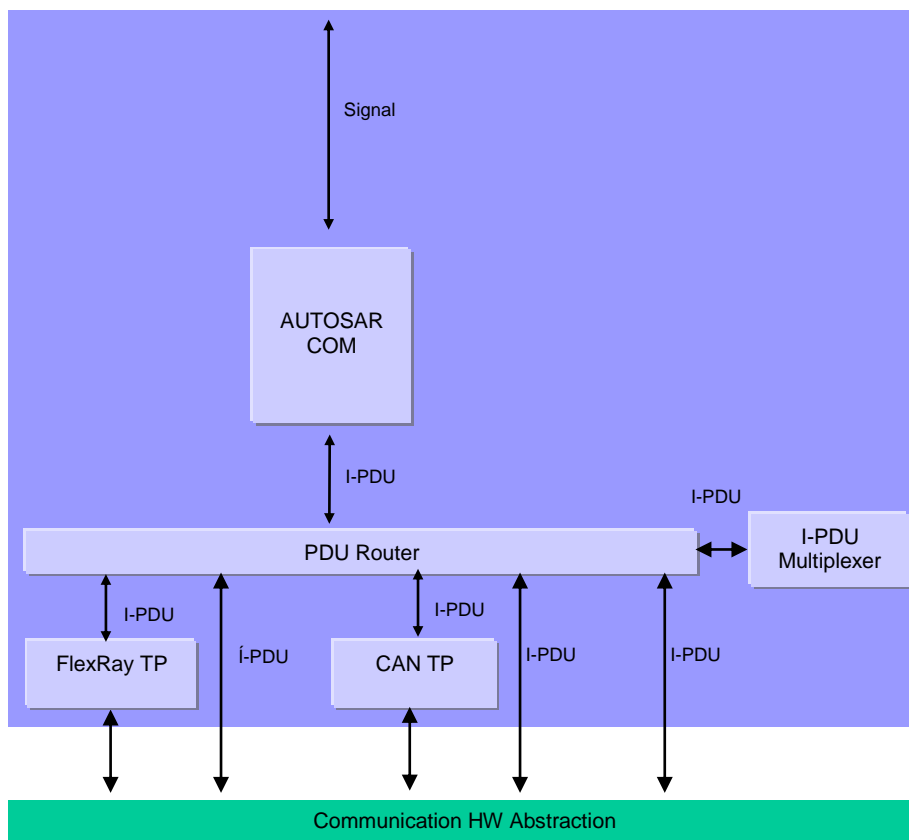 Signal
AUTOSAR
COM
I-PDU
I-PDU
PDU Router
I-PDU
Multiplexer
I-PDU
I-PDU
FlexRay TP
Í-PDU
CAN TP
I-PDU
I-PDU
Communication HW Abstraction